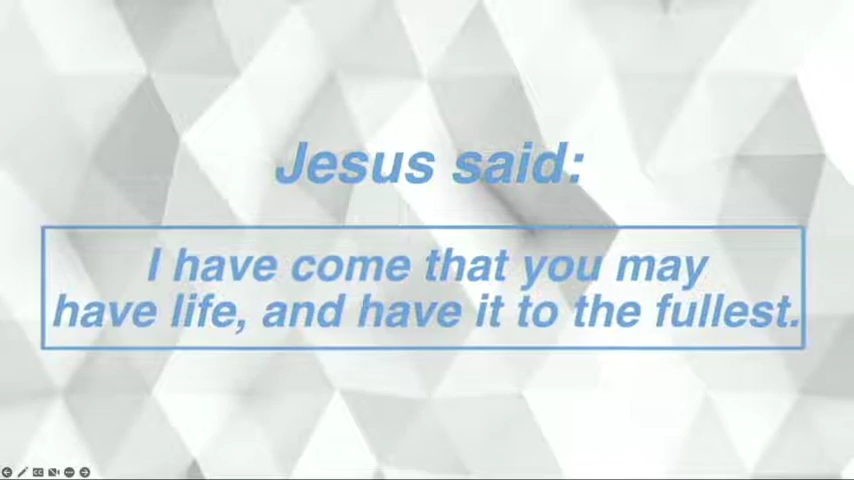 Jesus said:
I have come that you may
have life, and have it to the fullest.